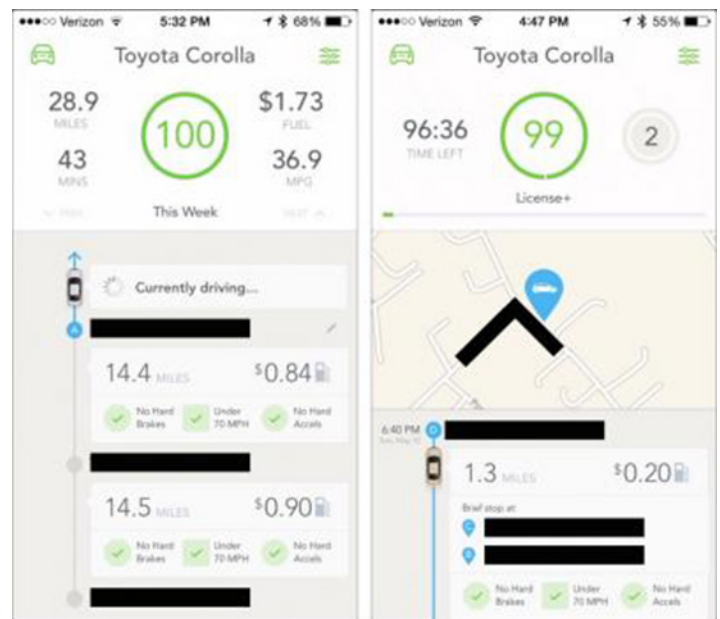 Verizon 5:32 PM 68%
Toyota Corolla
28.9
MILES
100
$1.73
FUEL
43
MINS
36.9
MPG
This Week
Currently driving...
A
14.4 MILES $0.84
No Hard Brakes
Under 70 MPH
No Hard Accels
14.5 MILES $0.90
No Hard Brakes
Under 70 MPH
No Hard Accels
Verizon 4:47 PM 55%
Toyota Corolla
96:36
TIME LEFT
99
2
License+
6:40 PM
D
1.3 MILES $0.20
Brief stop at:
C
B
No Hard Brakes
Under 70 MPH
No Hard Accels